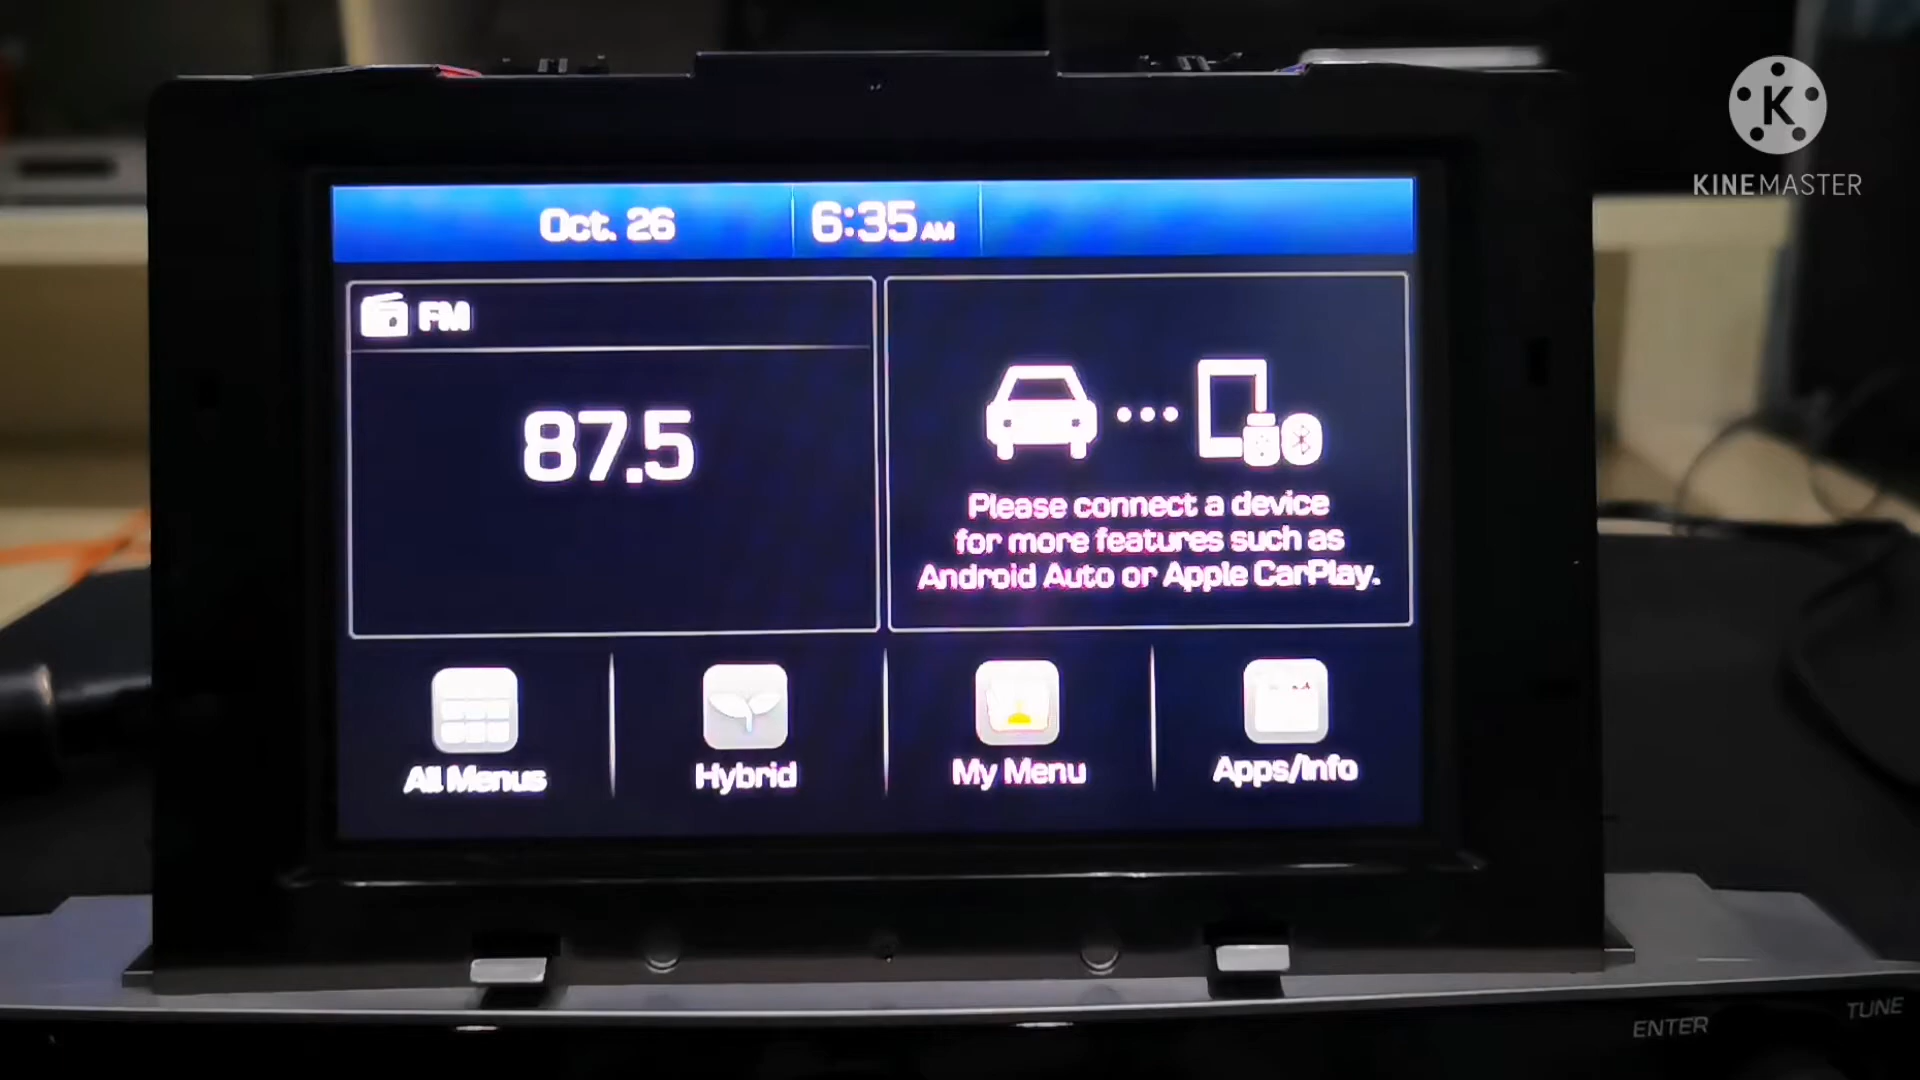 K
KINEMASTER
Oct. 26
6:35 AM
FM
87.5
Please connect a device
for more features such as
Android Auto or Apple CarPlay.
All Menus
Hybrid
My Menu
Apps/Info
ENTER
TUNE